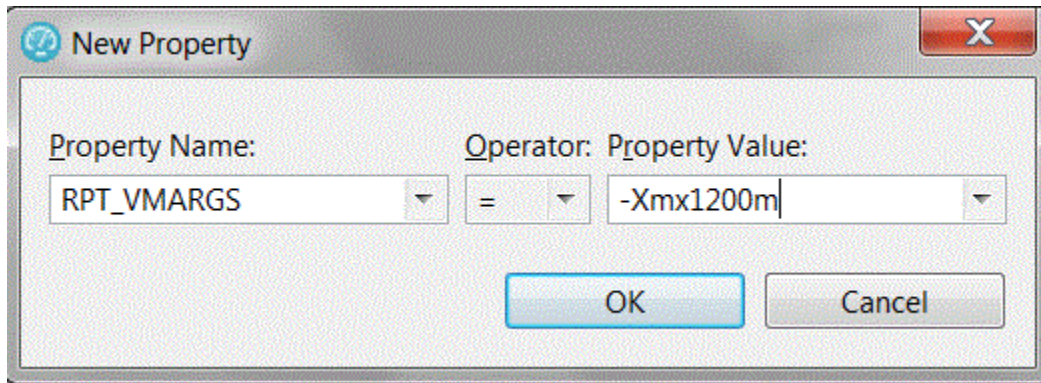 New Property
Property Name: Operator: Property Value:
RPT_VMARGS = -Xmx1200m
OK Cancel